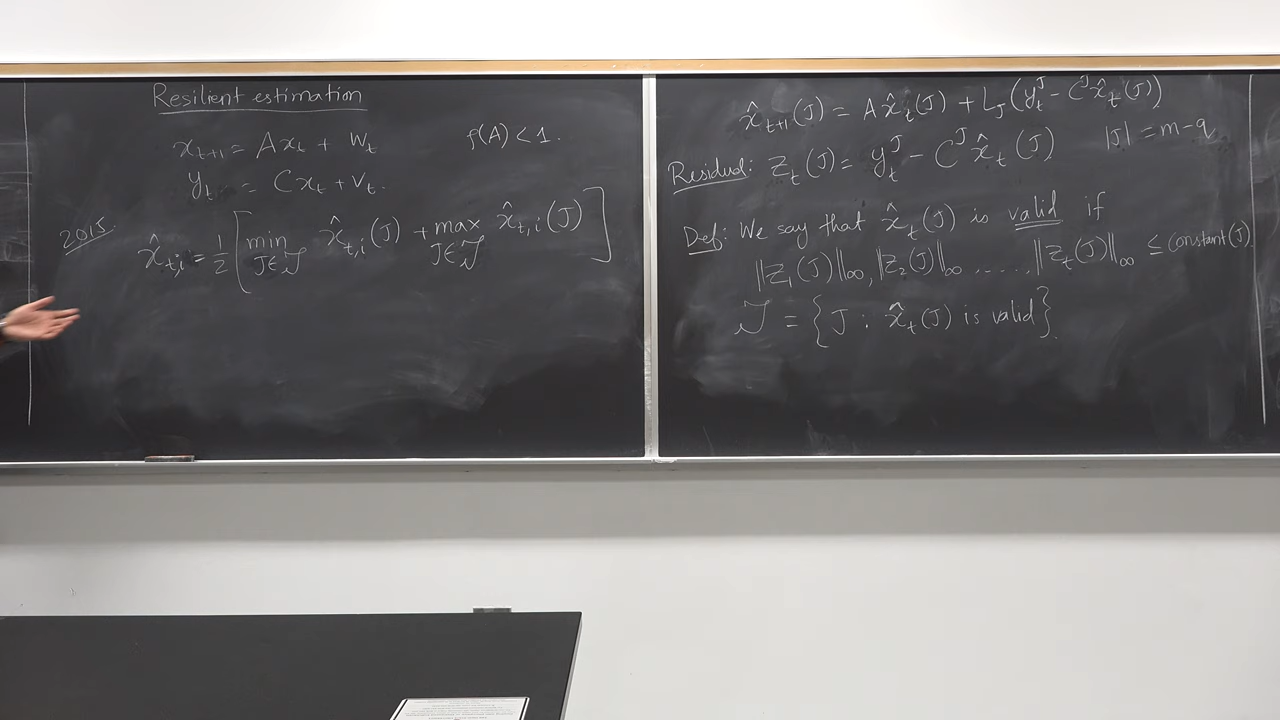 Resilient estimation
x_{t+1} = A x_t + w_t
ρ(A) < 1.
y_t = C x_t + v_t.
2015.
x̂_{t,i} = 1/2 [ min_{J∈𝒥} x̂_{t,i}(J) + max_{J∈𝒥} x̂_{t,i}(J) ]
x̂_{t+1}(J) = A x̂_t(J) + L_J (y_t^J - C^J x̂_t(J))
|J| = m-q
Residual: z_t(J) = y_t^J - C^J x̂_t(J)
Def: We say that x̂_t(J) is valid if
‖z_1(J)‖_∞, ‖z_2(J)‖_∞ ......, ‖z_t(J)‖_∞ ≤ constant(J).
𝒥 = { J : x̂_t(J) is valid }.